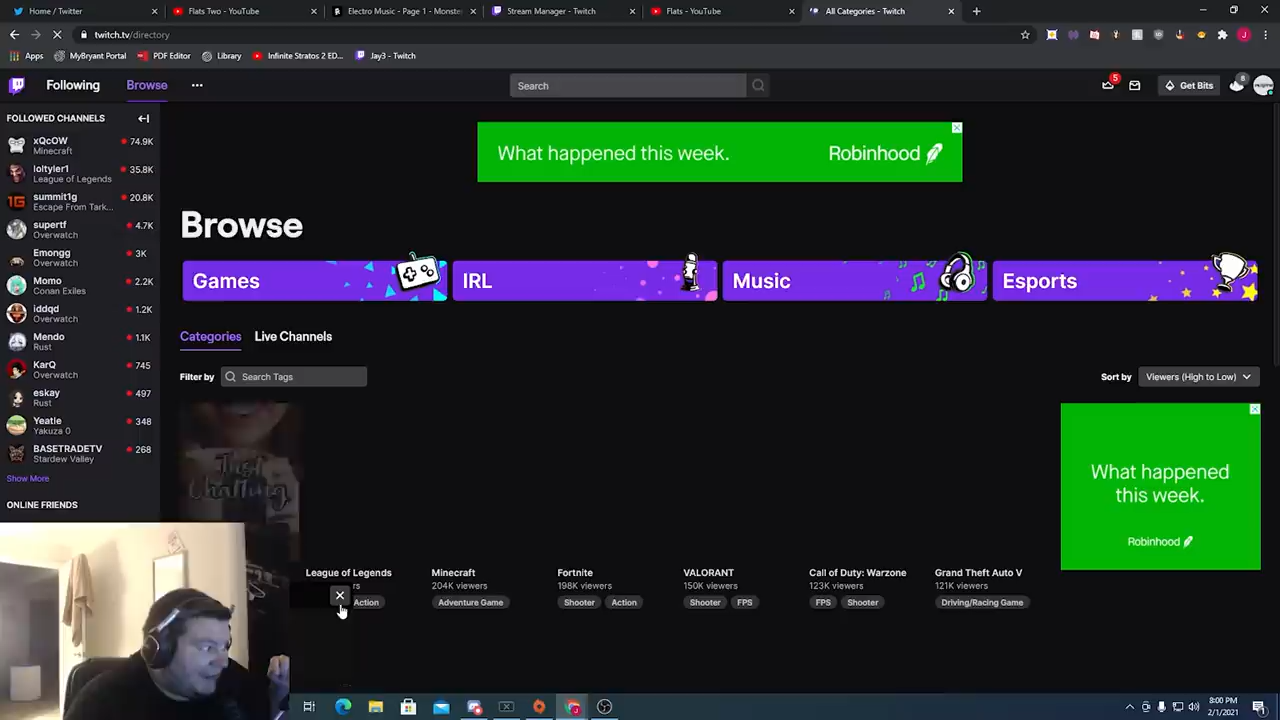 Home / Twitter
Flats Two - YouTube
Electro Music - Page 1 - Monste
Stream Manager - Twitch
Flats - YouTube
All Categories - Twitch
twitch.tv/directory
Apps
MyBryant Portal
PDF Editor
Library
Infinite Stratos 2 ED...
Jay3 - Twitch
Following
Browse
Search
5
Get Bits
8
FOLLOWED CHANNELS
xQcOW
74.9K
Minecraft
loltyler1
35.8K
League of Legends
summit1g
20.8K
Escape From Tark...
supertf
4.7K
Overwatch
Emongg
3K
Overwatch
Momo
2.2K
Conan Exiles
iddqd
1.2K
Overwatch
Mendo
1.1K
Rust
KarQ
745
Overwatch
eskay
497
Rust
Yeatie
348
Yakuza 0
BASETRADETV
268
Stardew Valley
Show More
ONLINE FRIENDS
What happened this week.
Robinhood
Browse
Games
IRL
Music
Esports
Categories
Live Channels
Filter by
Search Tags
Sort by
Viewers (High to Low)
Just
Chatting
What happened
this week.
Robinhood
League of Legends
Action
Minecraft
204K viewers
Adventure Game
Fortnite
198K viewers
Shooter
Action
VALORANT
150K viewers
Shooter
FPS
Call of Duty: Warzone
123K viewers
FPS
Shooter
Grand Theft Auto V
121K viewers
Driving/Racing Game
8:00 PM
2/1/2021